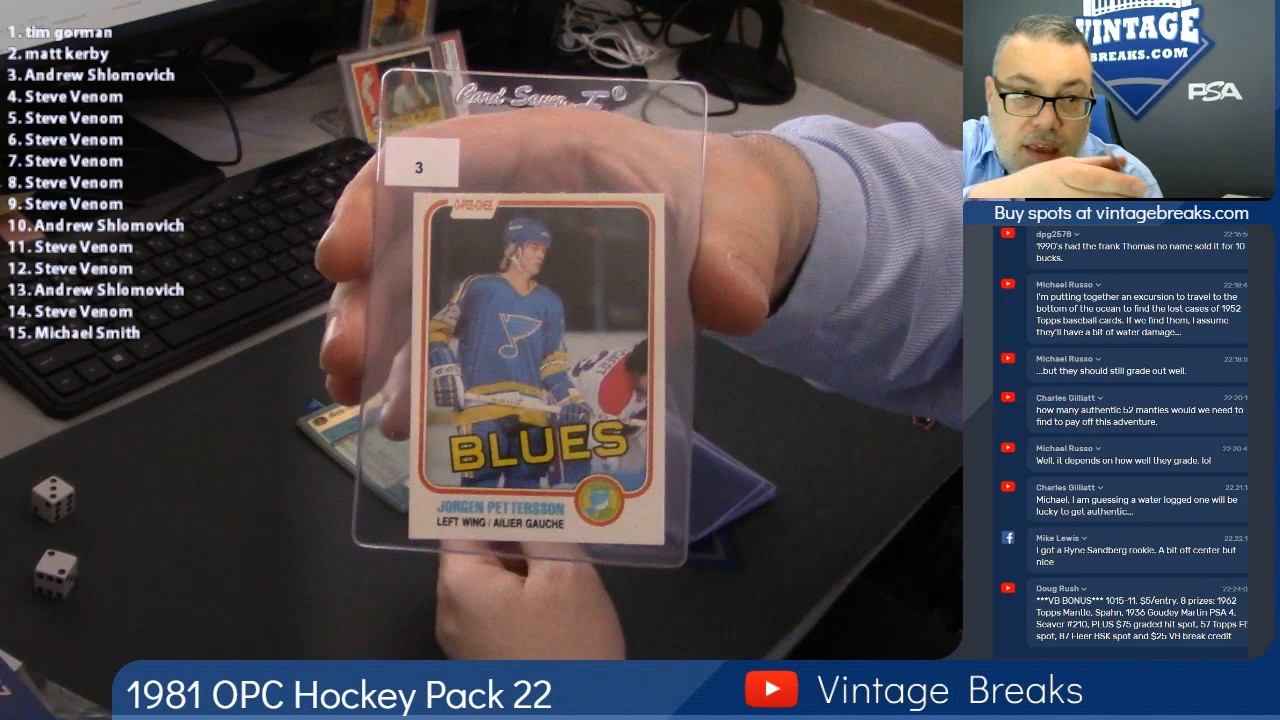 1. tim gorman
2. matt kerby
3. Andrew Shlomovich
4. Steve Venom
5. Steve Venom
6. Steve Venom
7. Steve Venom
8. Steve Venom
9. Steve Venom
10. Andrew Shlomovich
11. Steve Venom
12. Steve Venom
13. Andrew Shlomovich
14. Steve Venom
15. Michael Smith
Card Saver I ®
3
O-PEE-CHEE
BLUES
JORGEN PETTERSSON
LEFT WING / AILIER GAUCHE
VINTAGE
BREAKS.COM
PSA
Buy spots at vintagebreaks.com
dpg2578
1990's had the frank Thomas no name sold it for 10
bucks.
Michael Russo
I'm putting together an excursion to travel to the
bottom of the ocean to find the lost cases of 1952
Topps baseball cards. If we find them, I assume
they'll have a bit of water damage...
Michael Russo
...but they should still grade out well.
Charles Gilliatt
how many authentic 52 mantles would we need to
find to pay off this adventure.
Michael Russo
Well, it depends on how well they grade. lol
Charles Gilliatt
Michael, I am guessing a water logged one will be
lucky to get authentic...
Mike Lewis
I got a Ryne Sandberg rookie. A bit off center but
nice
Doug Rush
***VB BONUS*** 1015-11. $5/entry. 8 prizes: 1962
Topps Mantle, Spahn, 1936 Goudey Martin PSA 4,
Seaver #210, PLUS $75 graded hit spot, 57 Topps
spot, 87 Fleer BSK spot and $25 VB break credit
1981 OPC Hockey Pack 22
Vintage Breaks